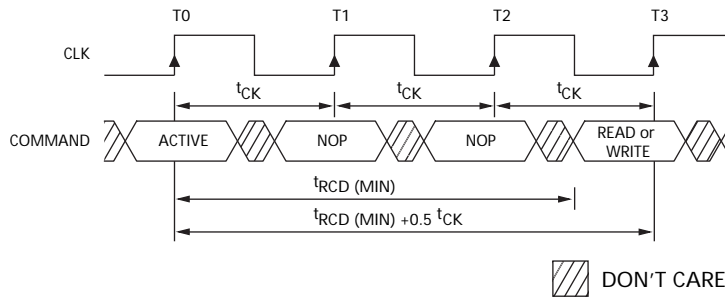 T0 T1 T2 T3
CLK
tCK tCK tCK
COMMAND ACTIVE NOP NOP READ or
WRITE
tRCD (MIN)
tRCD (MIN) +0.5 tCK
DON'T CARE